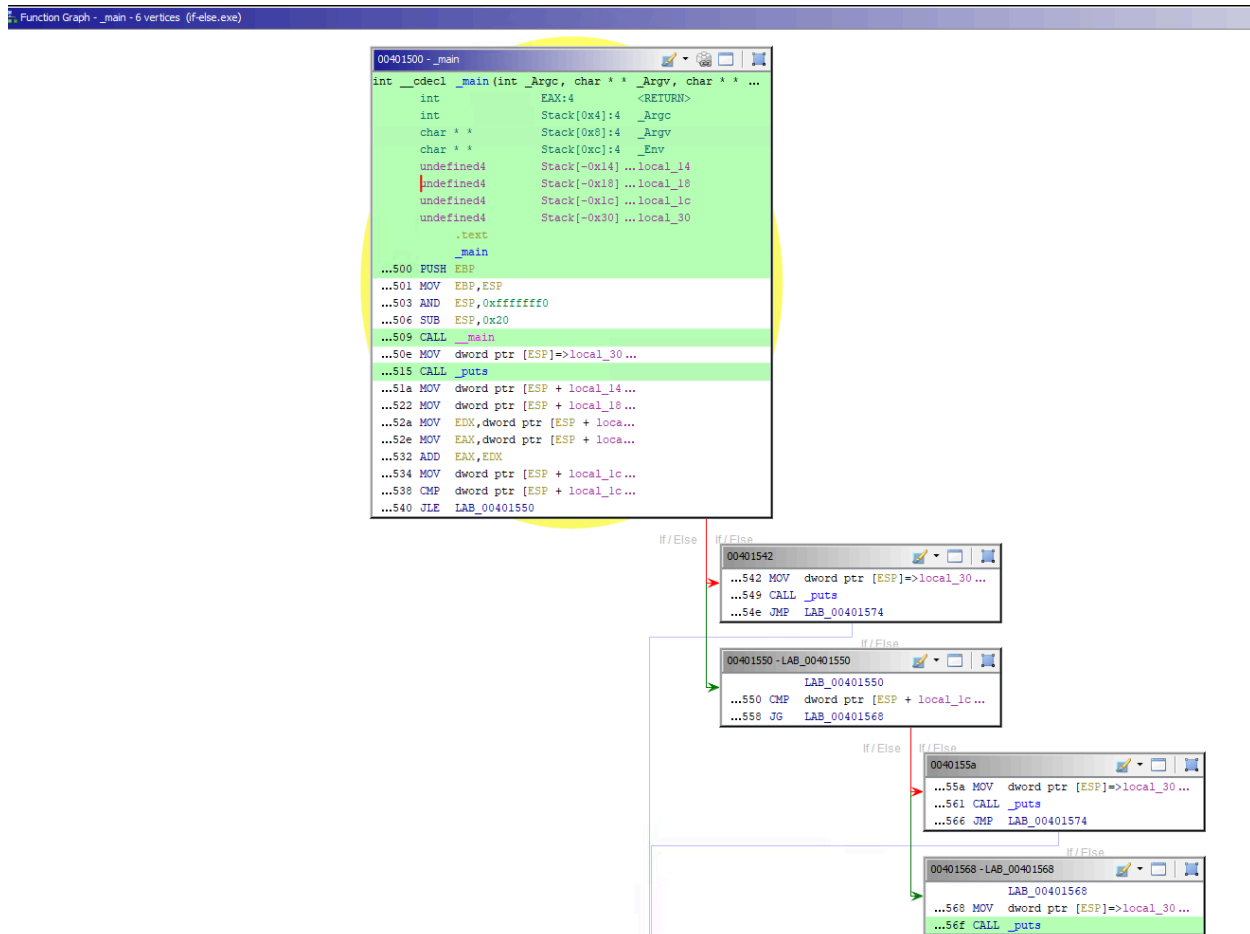 Function Graph - _main - 6 vertices (if-else.exe)
00401500 - _main
int __cdecl _main(int _Argc, char * * _Argv, char * * ...
int EAX:4 <RETURN>
int Stack[0x4]:4 _Argc
char * * Stack[0x8]:4 _Argv
char * * Stack[0xc]:4 _Env
undefined4 Stack[-0x14] ...local_14
undefined4 Stack[-0x18] ...local_18
undefined4 Stack[-0x1c] ...local_1c
undefined4 Stack[-0x30] ...local_30
.text
_main
...500 PUSH EBP
...501 MOV EBP,ESP
...503 AND ESP,0xfffffff0
...506 SUB ESP,0x20
...509 CALL __main
...50e MOV dword ptr [ESP]=>local_30...
...515 CALL _puts
...51a MOV dword ptr [ESP + local_14...
...522 MOV dword ptr [ESP + local_18...
...52a MOV EDX,dword ptr [ESP + loca...
...52e MOV EAX,dword ptr [ESP + loca...
...532 ADD EAX,EDX
...534 MOV dword ptr [ESP + local_1c...
...538 CMP dword ptr [ESP + local_1c...
...540 JLE LAB_00401550
If/Else If/Else
00401542
...542 MOV dword ptr [ESP]=>local_30...
...549 CALL _puts
...54e JMP LAB_00401574
If/Else
00401550 - LAB_00401550
LAB_00401550
...550 CMP dword ptr [ESP + local_1c...
...558 JG LAB_00401568
If/Else If/Else
0040155a
...55a MOV dword ptr [ESP]=>local_30...
...561 CALL _puts
...566 JMP LAB_00401574
If/Else
00401568 - LAB_00401568
LAB_00401568
...568 MOV dword ptr [ESP]=>local_30...
...56f CALL _puts